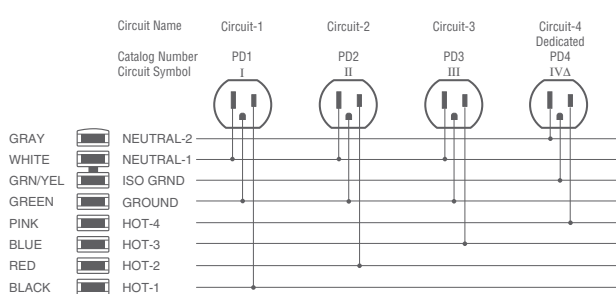 Circuit Name Circuit-1 Circuit-2 Circuit-3 Circuit-4
Dedicated
Catalog Number PD1 PD2 PD3 PD4
Circuit Symbol I II III IVΔ
GRAY NEUTRAL-2
WHITE NEUTRAL-1
GRN/YEL ISO GRND
GREEN GROUND
PINK HOT-4
BLUE HOT-3
RED HOT-2
BLACK HOT-1